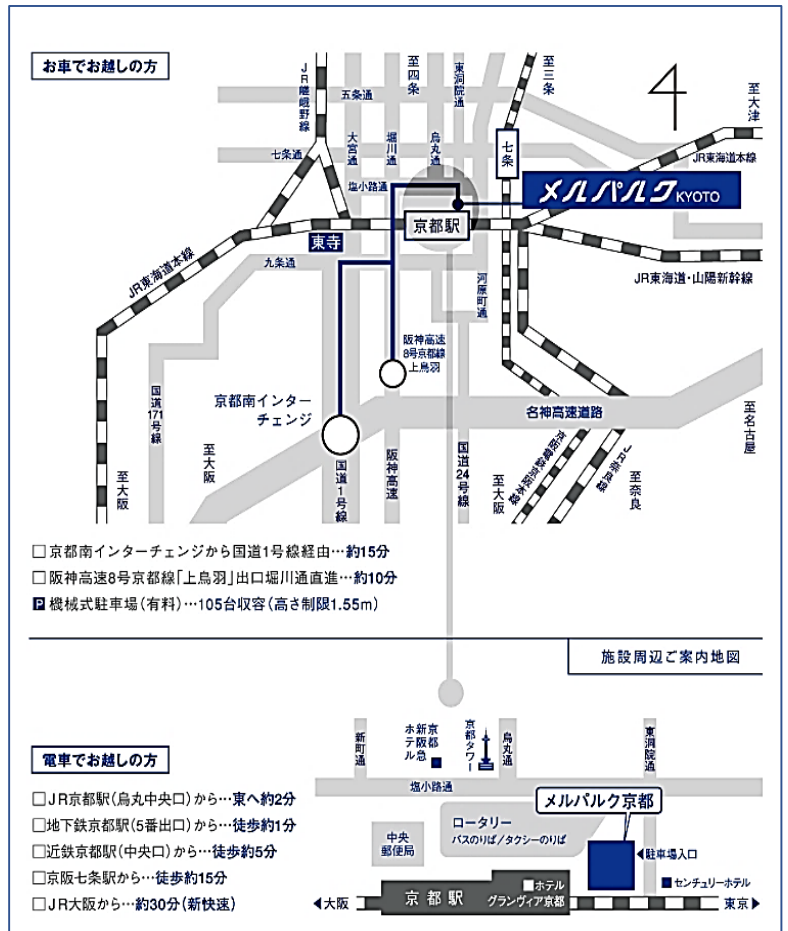 お車でお越しの方
JR嵯峨野線
至四条
東洞院通
至三条
至大津
五条通
大宮通
堀川通
烏丸通
七条
七条通
JR東海道本線
塩小路通
メルパルクKYOTO
京都駅
東寺
九条通
JR東海道本線
河原町通
JR東海道・山陽新幹線
阪神高速
8号京都線
上鳥羽
国道171号線
京都南インター
チェンジ
名神高速道路
至名古屋
至大阪
至大阪
国道1号線
阪神高速
国道24号線
至大阪
京阪電鉄京阪本線
JR奈良線
至奈良
□京都南インターチェンジから国道1号線経由…約15分
□阪神高速8号京都線「上鳥羽」出口堀川通直進…約10分
P 機械式駐車場(有料)…105台収容(高さ制限1.55m)
施設周辺ご案内地図
電車でお越しの方
新町通
京都
新阪急
ホテル
京都タワー
烏丸通
東洞院通
塩小路通
□JR京都駅(烏丸中央口)から…東へ約2分
□地下鉄京都駅(5番出口)から…徒歩約1分
□近鉄京都駅(中央口)から…徒歩約5分
□京阪七条駅から…徒歩約15分
□JR大阪から…約30分(新快速)
メルパルク京都
ロータリー
バスのりば/タクシーのりば
中央
郵便局
◀駐車場入口
■センチュリーホテル
京都駅
□ホテル
グランヴィア京都
◀大阪
東京▶